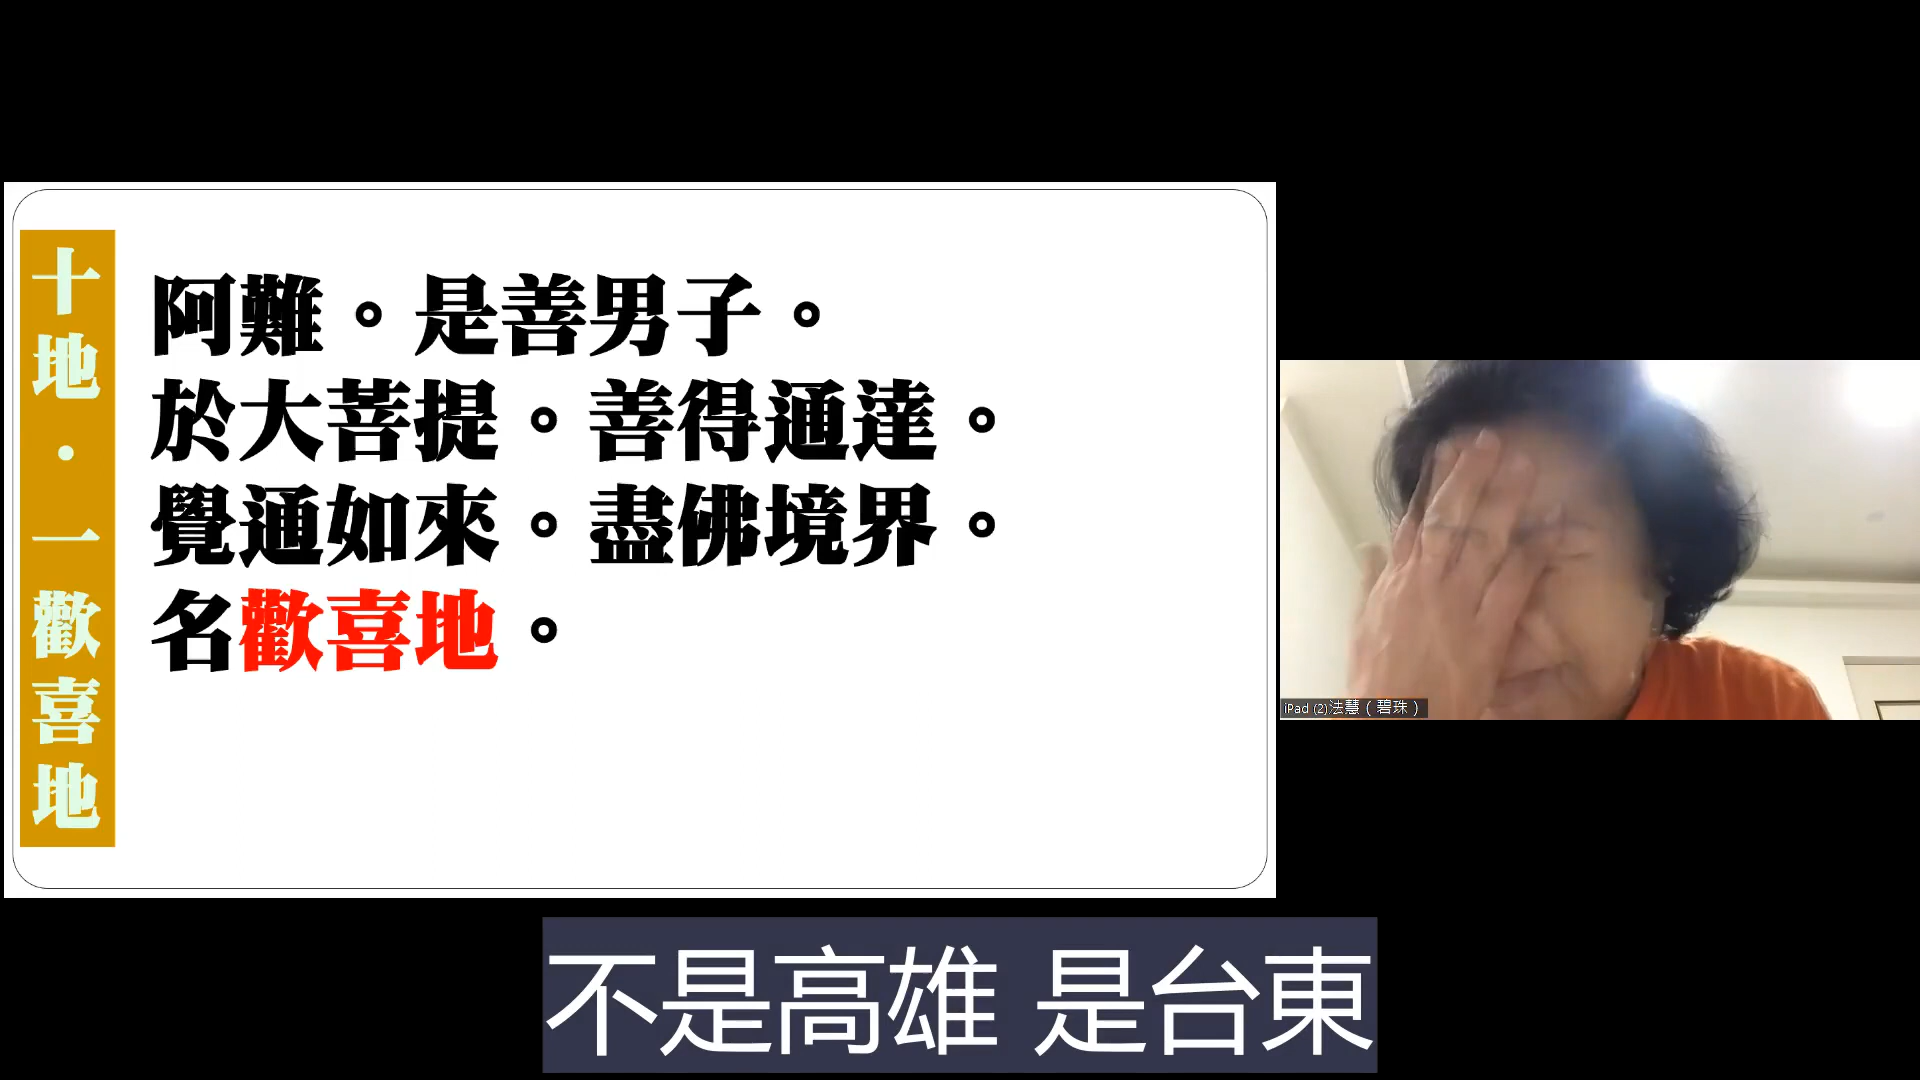 十地・一歡喜地
阿難。是善男子。
於大菩提。善得通達。
覺通如來。盡佛境界。
名歡喜地。
iPad (2)法慧（碧珠）
不是高雄 是台東